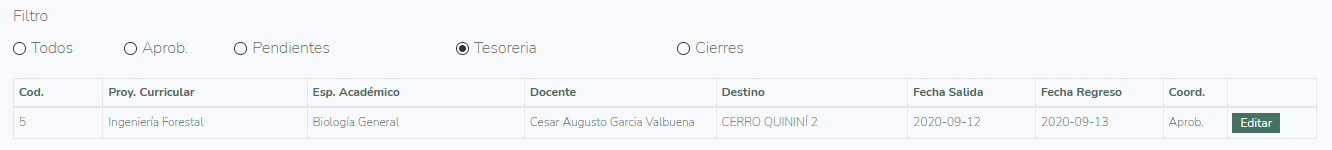 Filtro
Todos Aprob. Pendientes Tesoreria Cierres
Cod. Proy. Curricular Esp. Académico Docente Destino Fecha Salida Fecha Regreso Coord.
5 Ingeniería Forestal Biología General Cesar Augusto Garcia Valbuena CERRO QUININÍ 2 2020-09-12 2020-09-13 Aprob. Editar